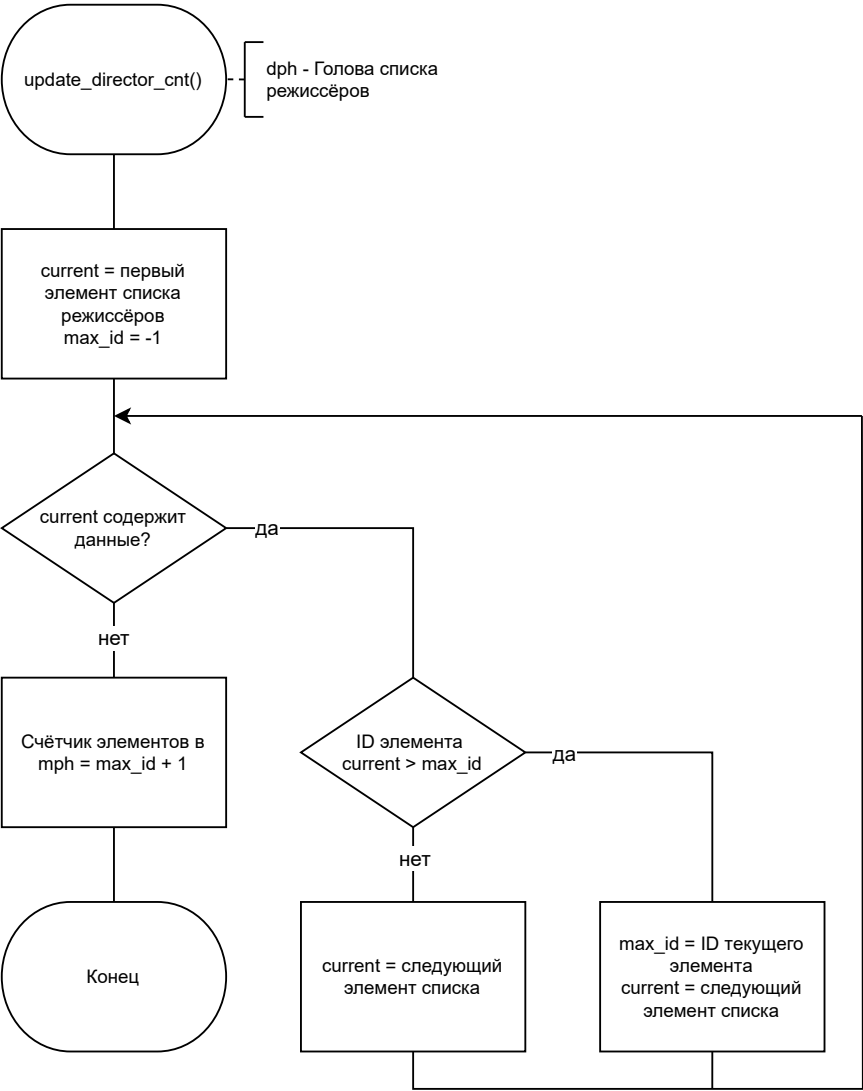 update_director_cnt()
dph - Голова списка
режиссёров
current = первый
элемент списка
режиссёров
max_id = -1
current содержит
данные?
да
нет
Счётчик элементов в
mph = max_id + 1
ID элемента
current > max_id
да
нет
Конец
current = следующий
элемент списка
max_id = ID текущего
элемента
current = следующий
элемент списка